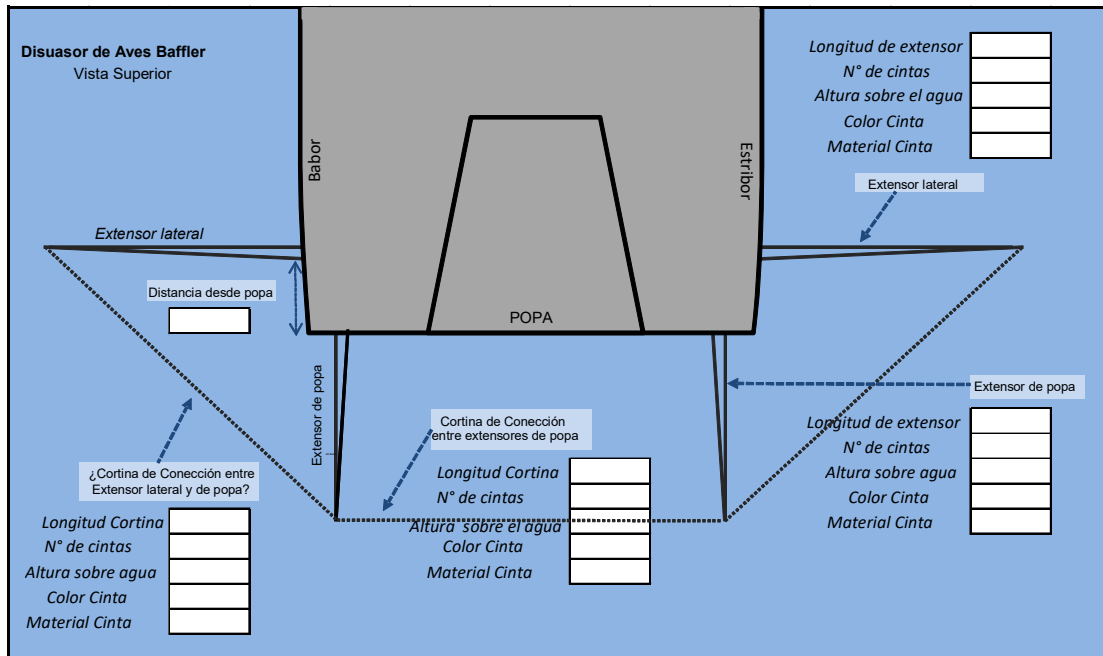 Disuasor de Aves Baffler
Vista Superior
Longitud de extensor
N° de cintas
Altura sobre el agua
Color Cinta
Material Cinta
Babor
Estribor
Extensor lateral
Extensor lateral
Distancia desde popa
POPA
Extensor de popa
Extensor de popa
Cortina de Conección
entre extensores de popa
Longitud de extensor
N° de cintas
Altura sobre agua
Color Cinta
Material Cinta
Longitud Cortina
N° de cintas
Altura sobre el agua
Color Cinta
Material Cinta
¿Cortina de Conección entre
Extensor lateral y de popa?
Longitud Cortina
N° de cintas
Altura sobre agua
Color Cinta
Material Cinta